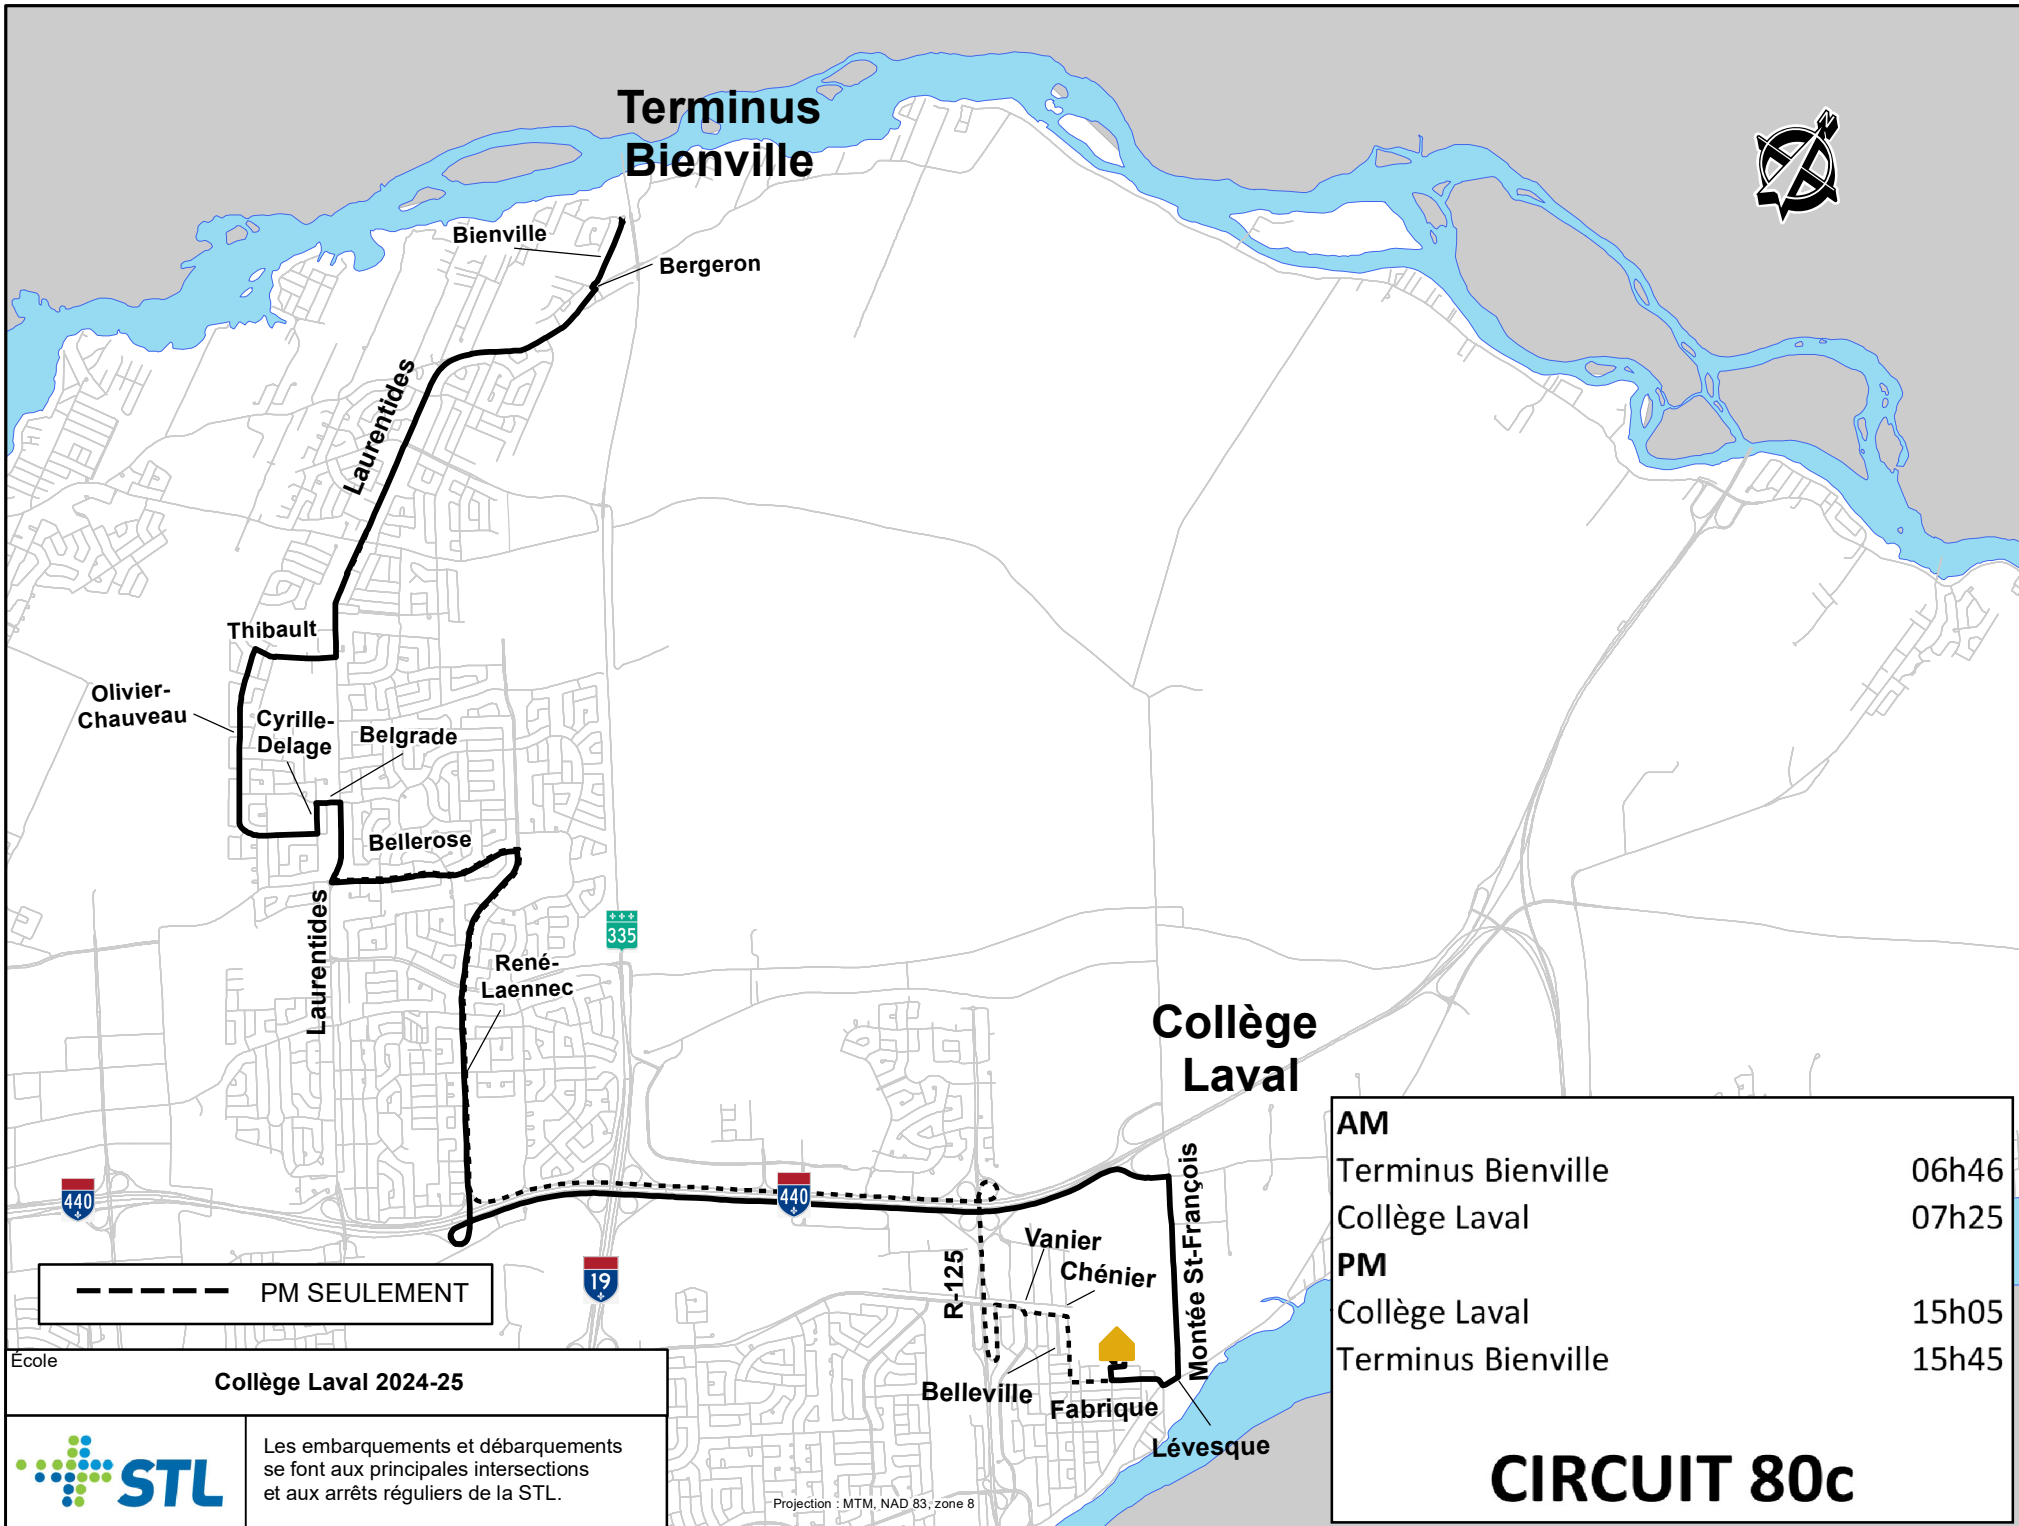 Terminus
Bienville
N
Bienville
Bergeron
Laurentides
Thibault
Olivier-
Chauveau
Cyrille-
Delage
Belgrade
Bellerose
Laurentides
335
René-
Laennec
Collège
Laval
440
440
19
R-125
Vanier
Chénier
Montée St-François
Belleville
Fabrique
Lévesque
PM SEULEMENT
AM
Terminus Bienville 06h46
Collège Laval 07h25
PM
Collège Laval 15h05
Terminus Bienville 15h45
CIRCUIT 80c
École
Collège Laval 2024-25
STL
Les embarquements et débarquements
se font aux principales intersections
et aux arrêts réguliers de la STL.
Projection : MTM, NAD 83, zone 8